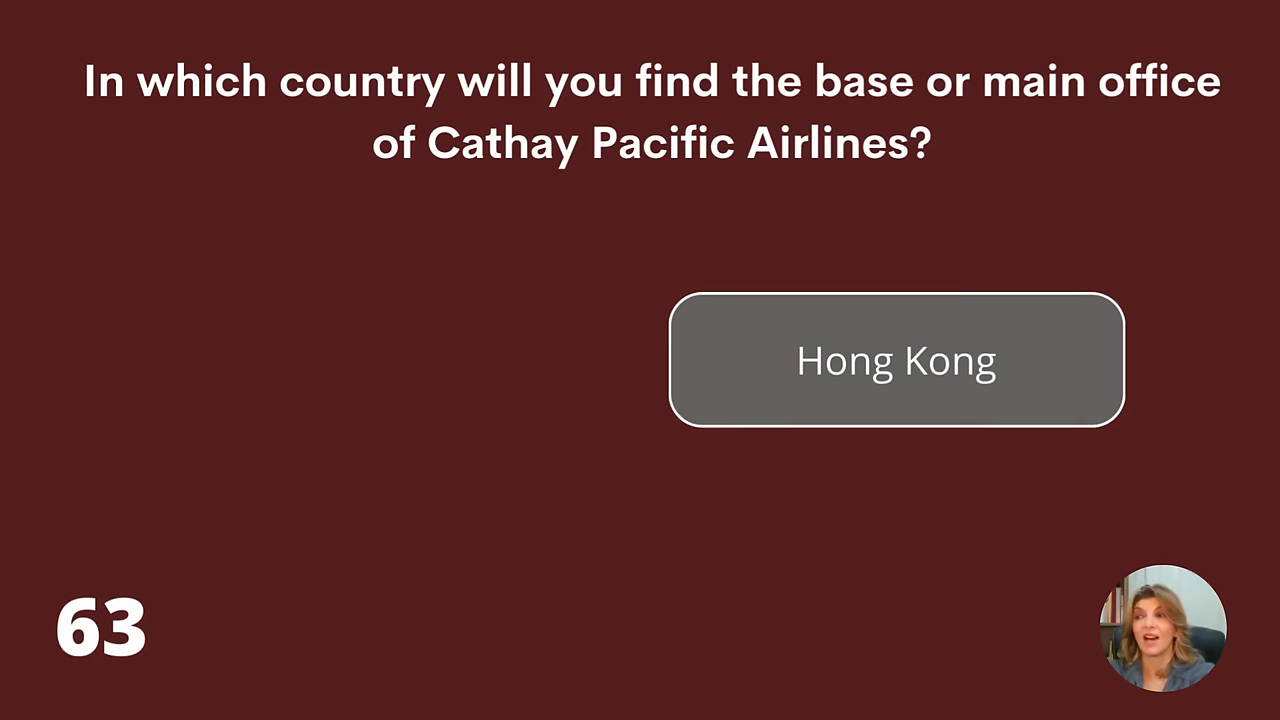 In which country will you find the base or main office
of Cathay Pacific Airlines?
Hong Kong
63